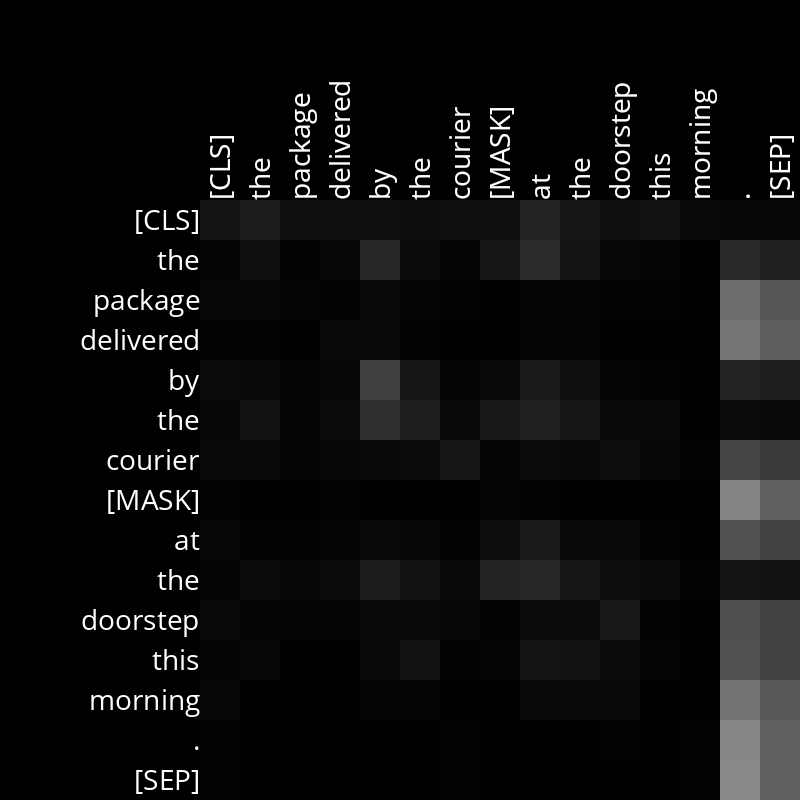 [CLS] the package delivered by the courier [MASK] at the doorstep this morning . [SEP]
[CLS]
the
package
delivered
by
the
courier
[MASK]
at
the
doorstep
this
morning
.
[SEP]